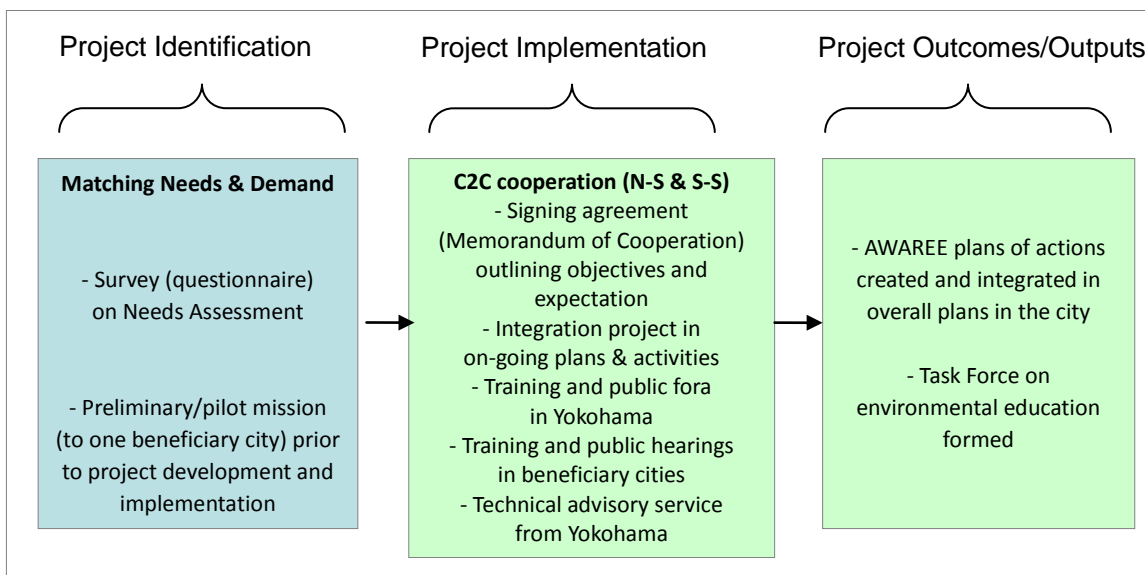 Project Identification
Project Implementation
Project Outcomes/Outputs
Matching Needs & Demand
- Survey (questionnaire)
on Needs Assessment
- Preliminary/pilot mission
(to one beneficiary city) prior
to project development and
implementation
C2C cooperation (N-S & S-S)
- Signing agreement
(Memorandum of Cooperation)
outlining objectives and
expectation
- Integration project in
on-going plans & activities
- Training and public fora
in Yokohama
- Training and public hearings
in beneficiary cities
- Technical advisory service
from Yokohama
- AWAREE plans of actions
created and integrated in
overall plans in the city
- Task Force on
environmental education
formed